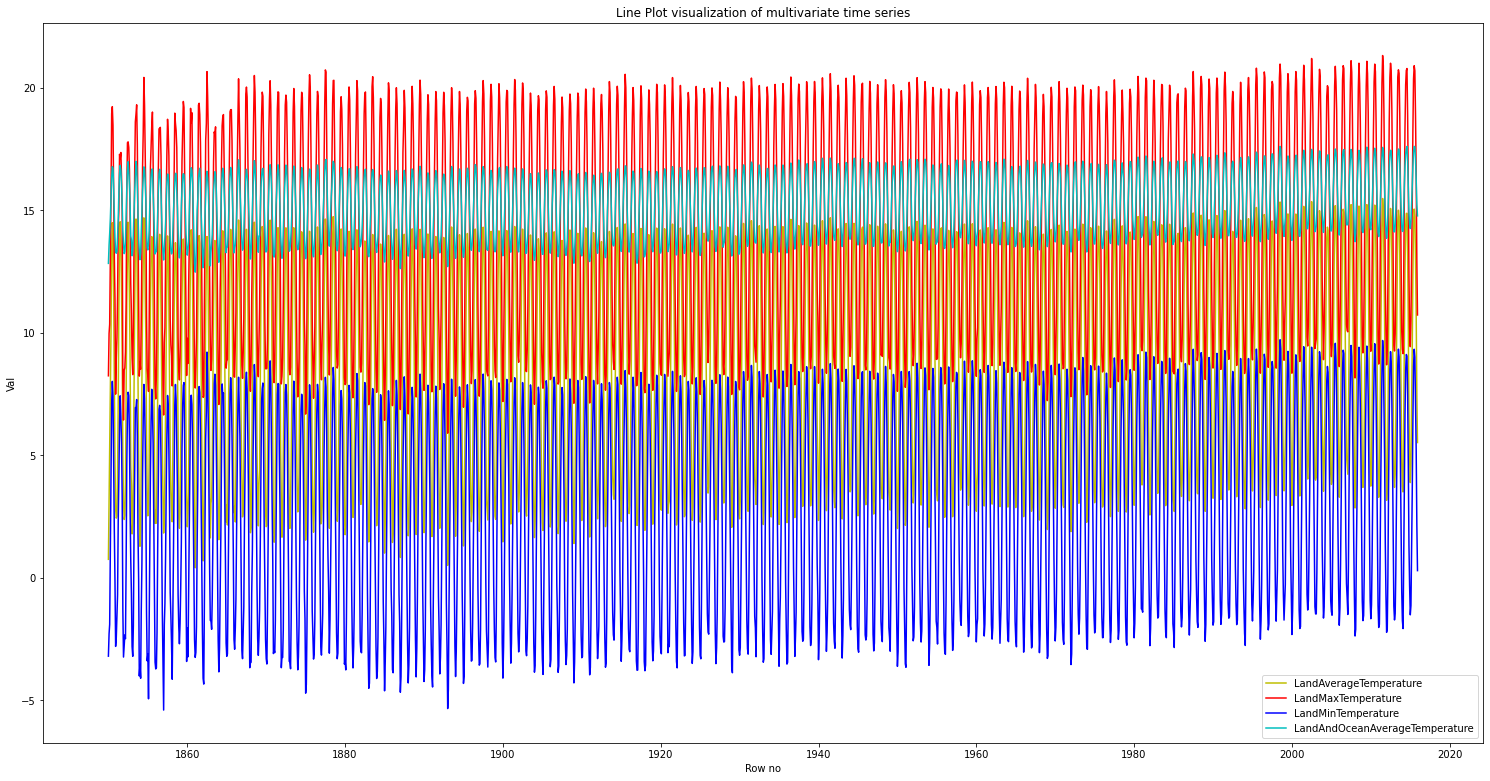 Line Plot visualization of multivariate time series
Val
20
15
10
5
0
−5
1860
1880
1900
1920
1940
1960
1980
2000
2020
Row no
LandAverageTemperature
LandMaxTemperature
LandMinTemperature
LandAndOceanAverageTemperature